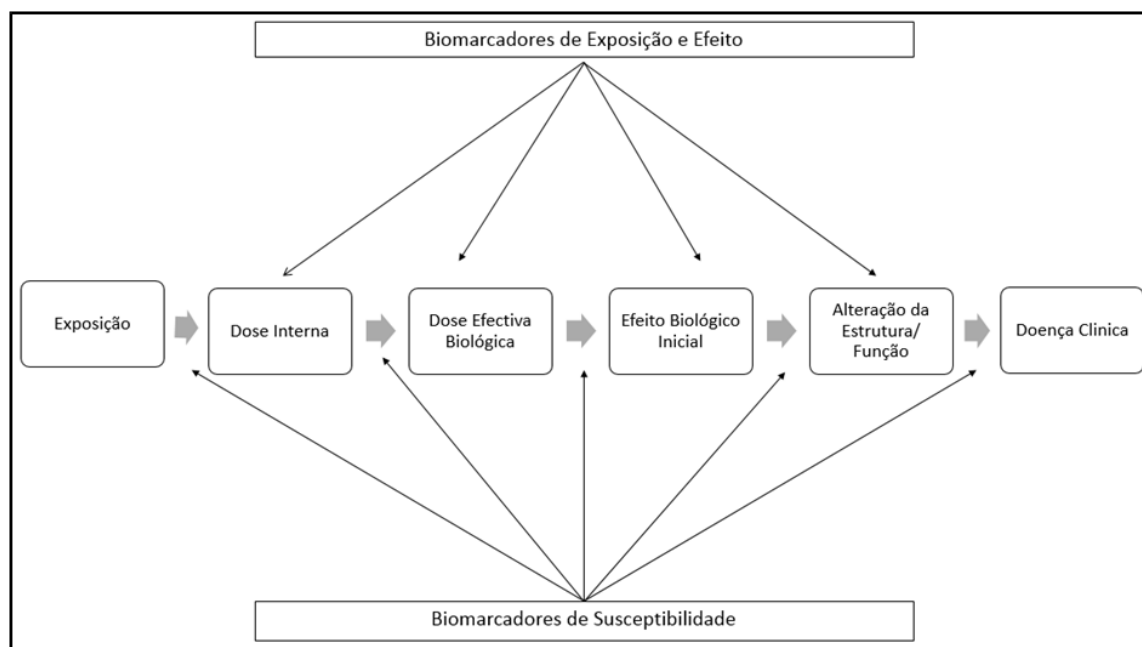 Biomarcadores de Exposição e Efeito
Exposição
Dose Interna
Dose Efectiva
Biológica
Efeito Biológico
Inicial
Alteração da
Estrutura/
Função
Doença Clinica
Biomarcadores de Susceptibilidade